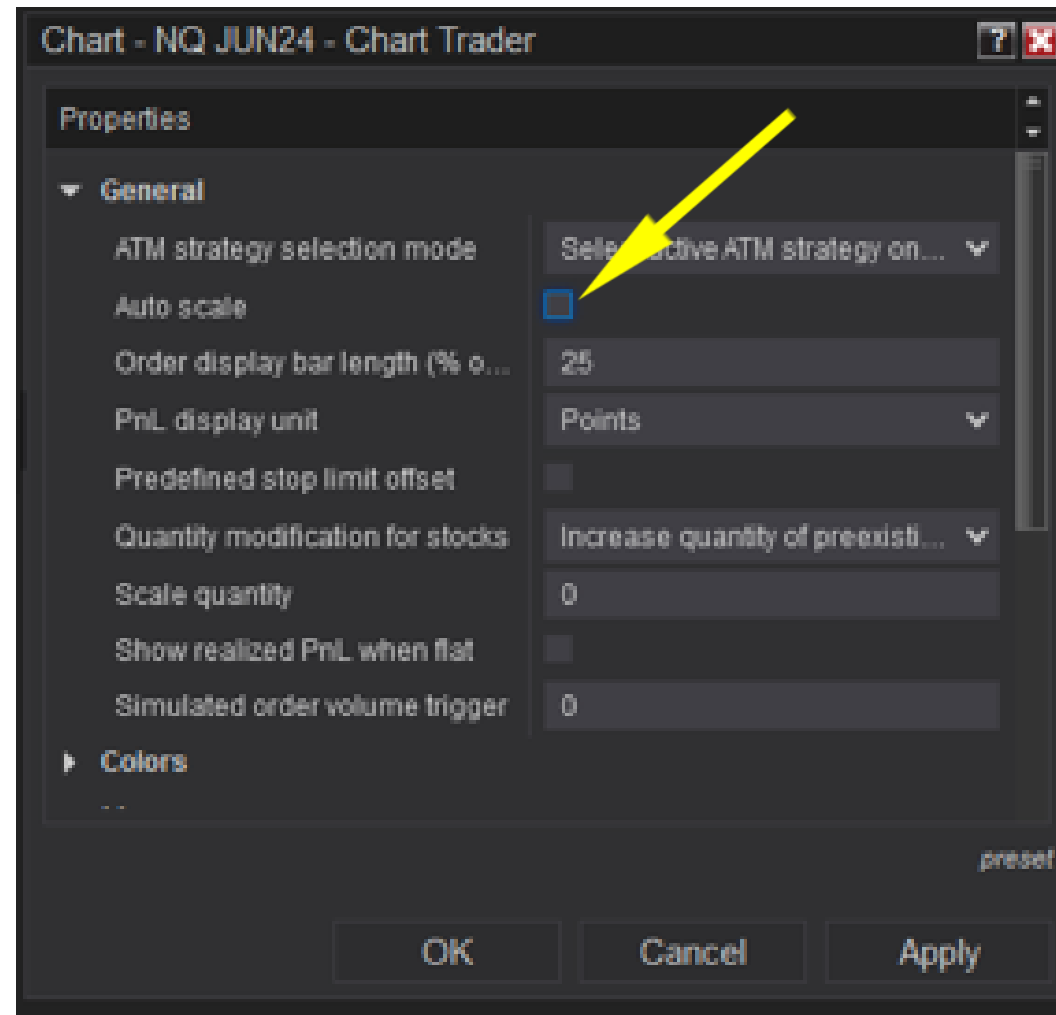 Chart - NQ JUN24 - Chart Trader ?
Properties
General
ATM strategy selection mode active ATM strategy on...
Auto scale
Order display bar length (% o... 25
PnL display unit Points
Predefined stop limit offset
Quantity modification for stocks Increase quantity of preexisti...
Scale quantity 0
Show realized PnL when flat
Simulated order volume trigger 0
Colors
preset
OK Cancel Apply